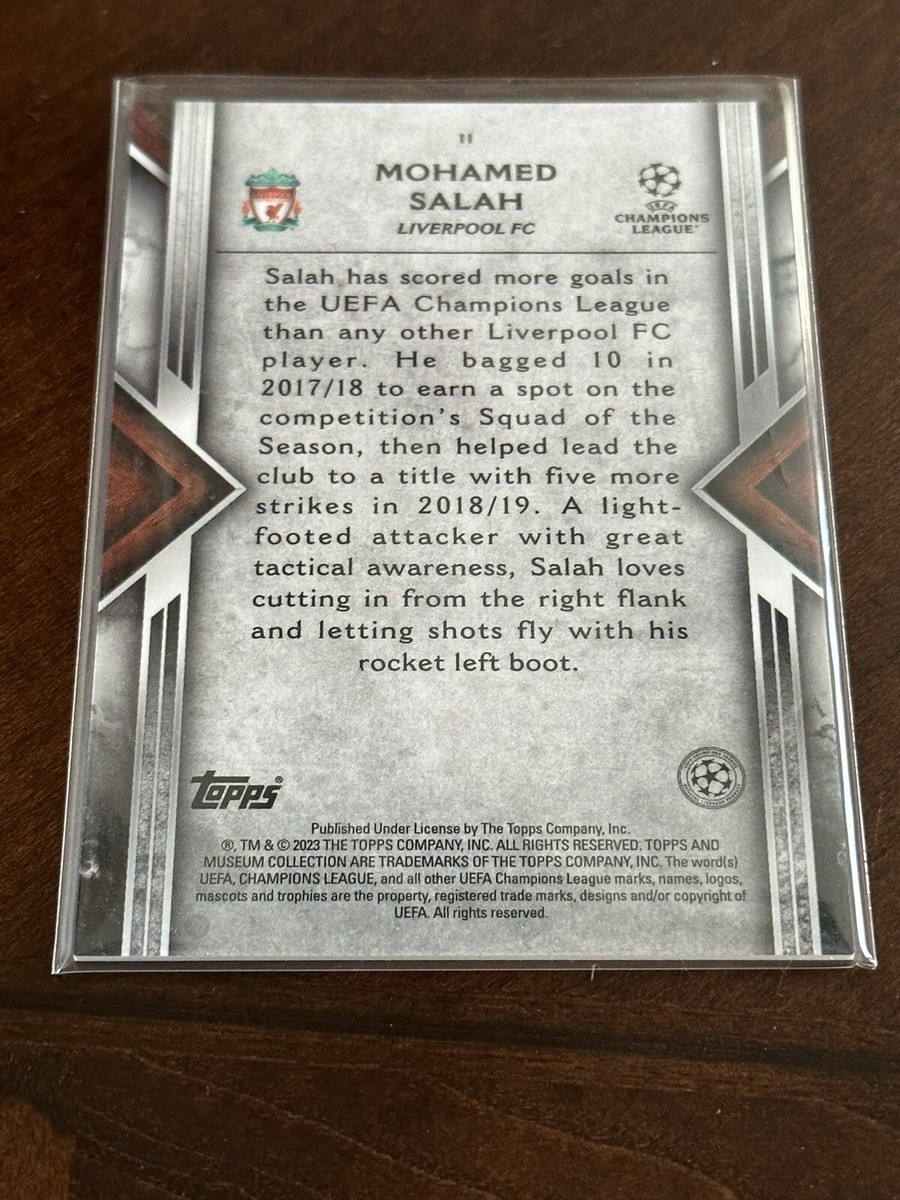 11
MOHAMED
SALAH
LIVERPOOL FC
LIVERPOOL
UEFA
CHAMPIONS
LEAGUE
Salah has scored more goals in
the UEFA Champions League
than any other Liverpool FC
player. He bagged 10 in
2017/18 to earn a spot on the
competition's Squad of the
Season, then helped lead the
club to a title with five more
strikes in 2018/19. A light-
footed attacker with great
tactical awareness, Salah loves
cutting in from the right flank
and letting shots fly with his
rocket left boot.
topps®
Published Under License by The Topps Company, Inc.
®, TM & © 2023 THE TOPPS COMPANY, INC. ALL RIGHTS RESERVED. TOPPS AND
MUSEUM COLLECTION ARE TRADEMARKS OF THE TOPPS COMPANY, INC. The word(s)
UEFA, CHAMPIONS LEAGUE, and all other UEFA Champions League marks, names, logos,
mascots and trophies are the property, registered trade marks, designs and/or copyright of
UEFA. All rights reserved.